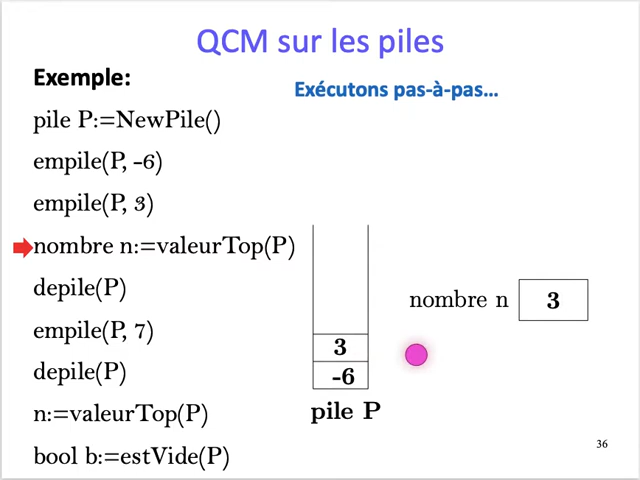 QCM sur les piles
Exemple:
Exécutons pas-à-pas…
pile P:=NewPile()
empile(P, -6)
empile(P, 3)
nombre n:=valeurTop(P)
depile(P)
empile(P, 7)
depile(P)
n:=valeurTop(P)
bool b:=estVide(P)
3
-6
pile P
nombre n
3
36